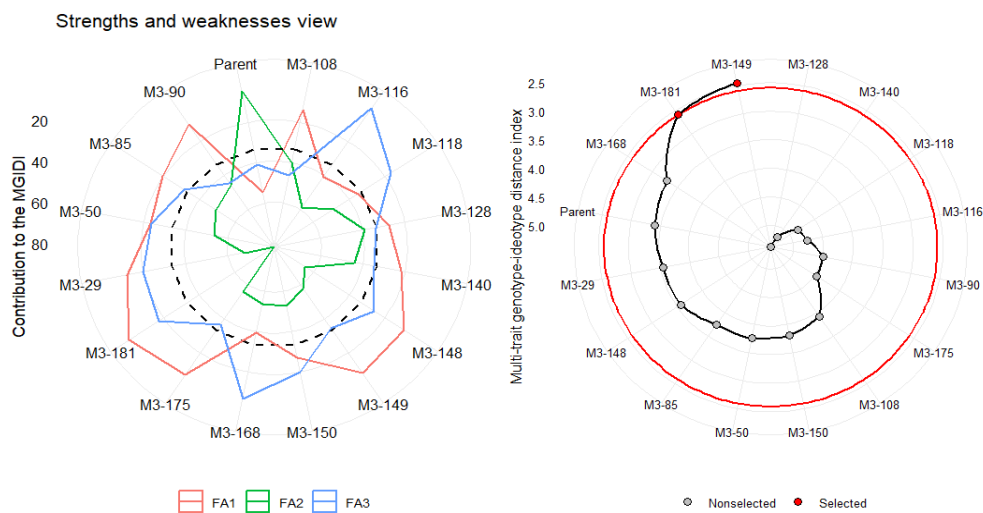 Strengths and weaknesses view
Contribution to the MGIDI
20
40
60
80
Parent
M3-108
M3-116
M3-118
M3-128
M3-140
M3-148
M3-149
M3-150
M3-168
M3-175
M3-181
M3-29
M3-50
M3-85
M3-90
FA1
FA2
FA3
Multi-trait genotype-ideotype distance index
2.5
3.0
3.5
4.0
4.5
5.0
M3-149
M3-128
M3-140
M3-118
M3-116
M3-90
M3-175
M3-108
M3-150
M3-50
M3-85
M3-148
M3-29
Parent
M3-168
M3-181
Nonselected
Selected